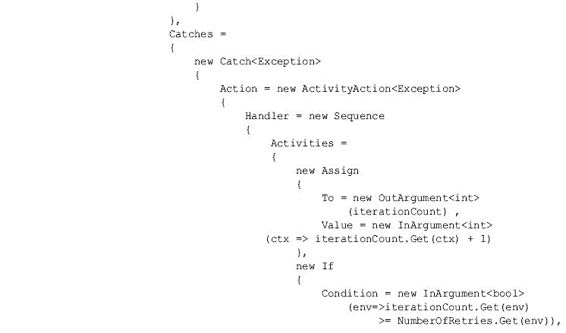 }
},
Catches =
{
new Catch<Exception>
{
Action = new ActivityAction<Exception>
{
Handler = new Sequence
{
Activities =
{
new Assign
{
To = new OutArgument<int>
(iterationCount) ,
Value = new InArgument<int>
(ctx => iterationCount.Get(ctx) + 1)
},
new If
{
Condition = new InArgument<bool>
(env=>iterationCount.Get(env)
>= NumberOfRetries.Get(env)),